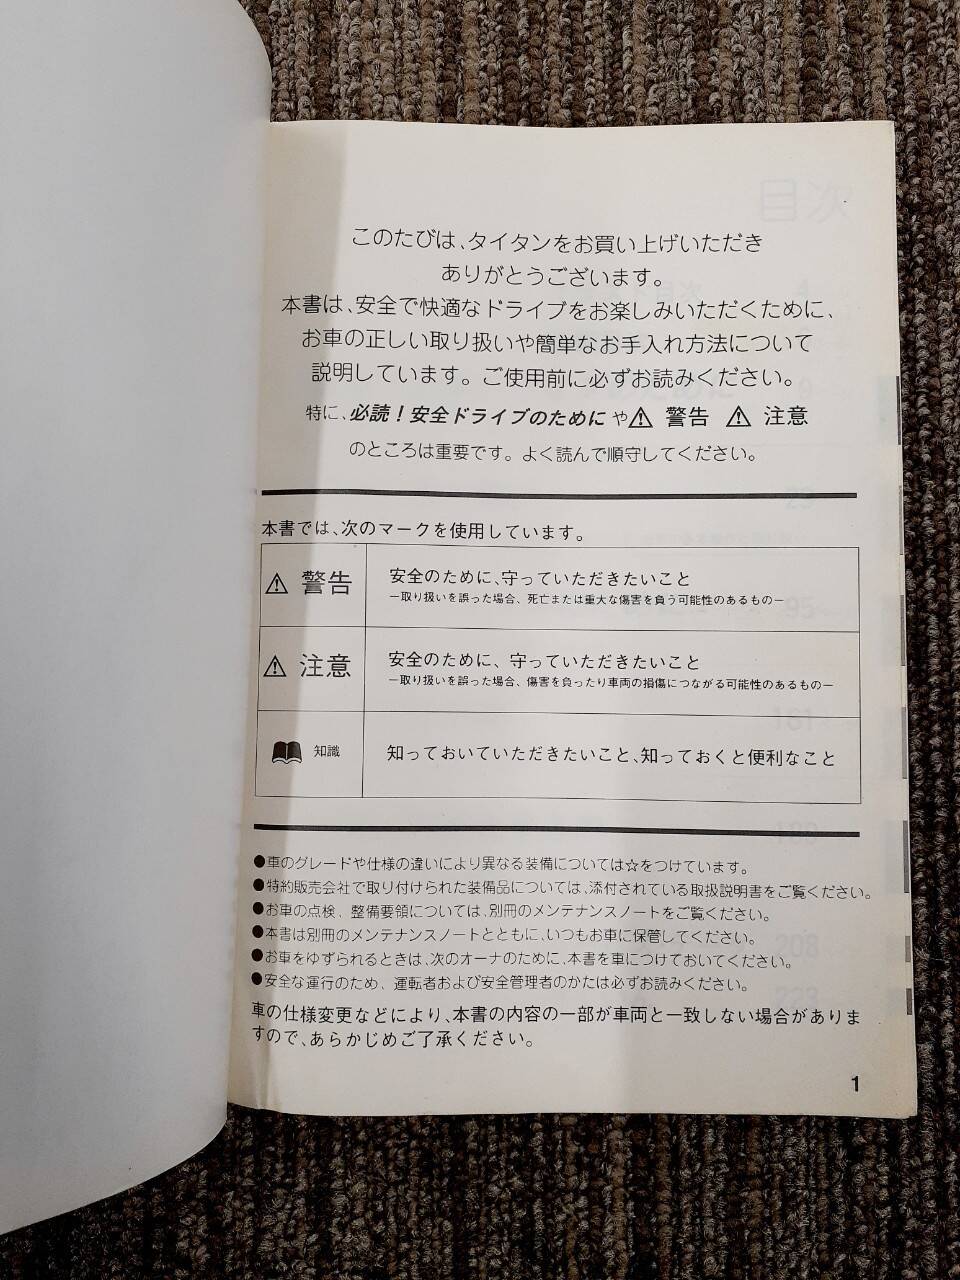 このたびは、タイタンをお買い上げいただき
ありがとうございます。
本書は、安全で快適なドライブをお楽しみいただくために、
お車の正しい取り扱いや簡単なお手入れ方法について
説明しています。ご使用前に必ずお読みください。
特に、必読！安全ドライブのためにや⚠ 警告 ⚠ 注意
のところは重要です。よく読んで順守してください。
本書では、次のマークを使用しています。
⚠ 警告
安全のために、守っていただきたいこと
ー取り扱いを誤った場合、死亡または重大な傷害を負う可能性のあるものー
⚠ 注意
安全のために、守っていただきたいこと
ー取り扱いを誤った場合、傷害を負ったり車両の損傷につながる可能性のあるものー
知識
知っておいていただきたいこと、知っておくと便利なこと
●車のグレードや仕様の違いにより異なる装備については☆をつけています。
●特約販売会社で取り付けられた装備品については、添付されている取扱説明書をご覧ください。
●お車の点検、整備要領については、別冊のメンテナンスノートをご覧ください。
●本書は別冊のメンテナンスノートとともに、いつもお車に保管してください。
●お車をゆずられるときは、次のオーナのために、本書を車につけておいてください。
●安全な運行のため、運転者および安全管理者のかたは必ずお読みください。
車の仕様変更などにより、本書の内容の一部が車両と一致しない場合がありま
すので、あらかじめご了承ください。
1